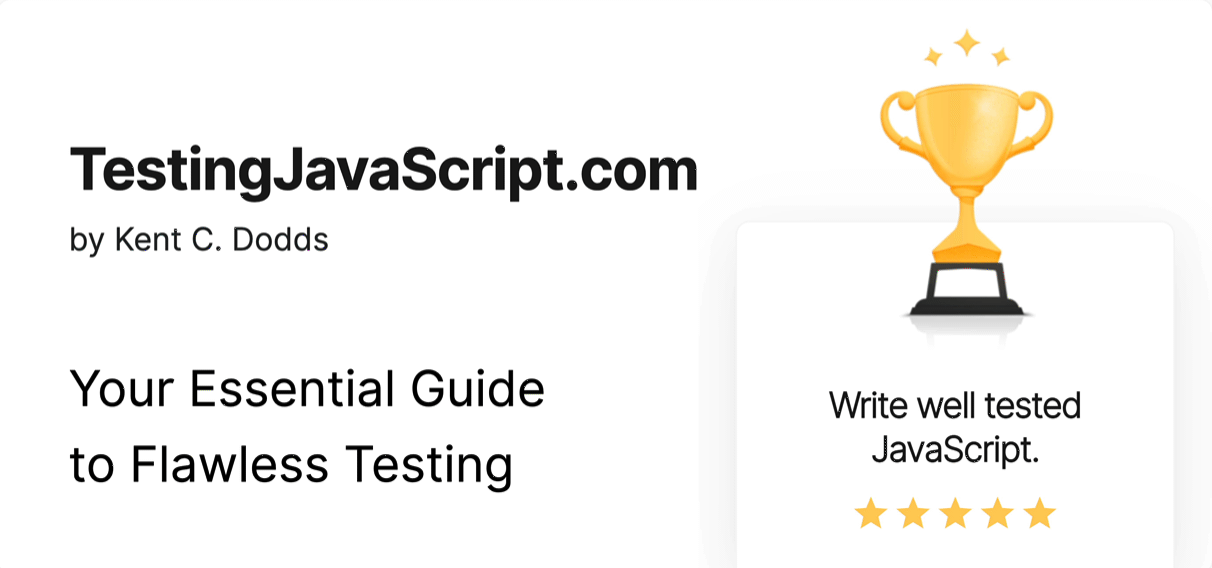 TestingJavaScript.com
by Kent C. Dodds
Your Essential Guide
to Flawless Testing
Write well tested
JavaScript.